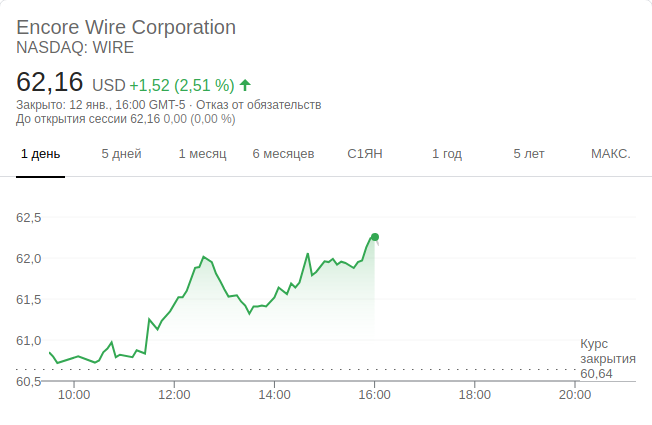 Encore Wire Corporation
NASDAQ: WIRE
62,16 USD +1,52 (2,51 %)
Закрыто: 12 янв., 16:00 GMT-5 · Отказ от обязательств
До открытия сессии 62,16 0,00 (0,00 %)
1 день 5 дней 1 месяц 6 месяцев С1ЯН 1 год 5 лет МАКС.
62,5
62,0
61,5
61,0
Курс
закрытия
60,64
60,5
10:00 12:00 14:00 16:00 18:00 20:00